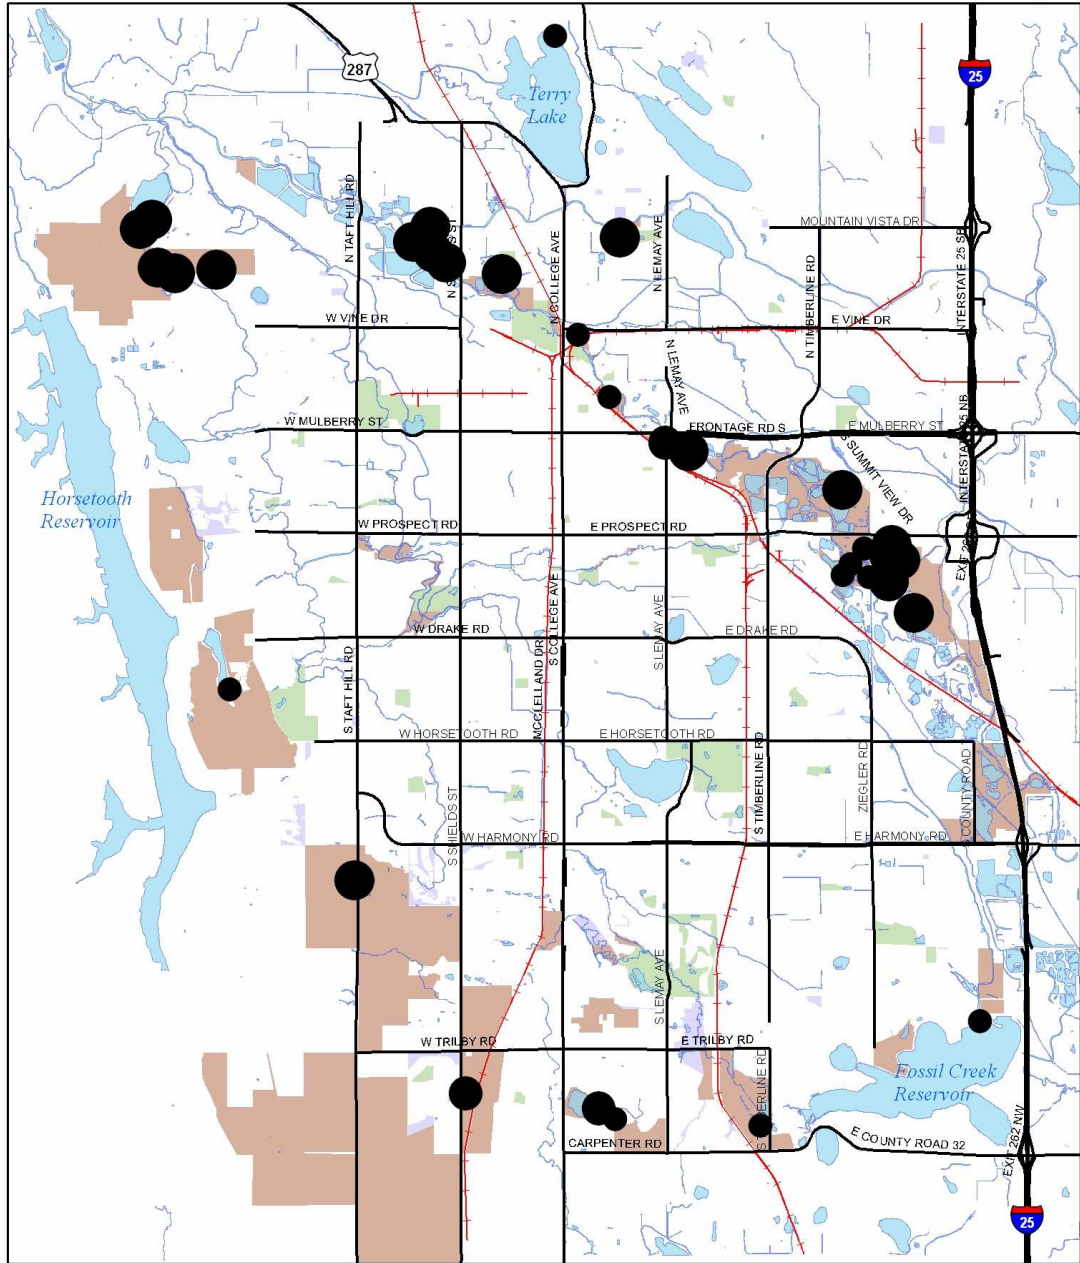 25
287
Terry
Lake
N TAFT HILL RD
MOUNTAIN VISTA DR
N LEMAY AVE
N COLLEGE AVE
INTERSTATE 25 SB
N TIMBERLINE RD
W VINE DR
E VINE DR
N LEMAY AVE
W MULBERRY ST
FRONTAGE RD S
E MULBERRY ST
INTERSTATE 25 NB
S SUMMIT VIEW DR
Horsetooth
Reservoir
W PROSPECT RD
E PROSPECT RD
S COLLEGE AVE
S LEMAY AVE
W DRAKE RD
E DRAKE RD
MCCLELLAND DR
S TAFT HILL RD
W HORSETOOTH RD
E HORSETOOTH RD
S TIMBERLINE RD
ZIEGLER RD
S COUNTY ROAD
S SHIELDS ST
W HARMONY RD
E HARMONY RD
S LEMAY AVE
W TRILBY RD
E TRILBY RD
Fossil Creek
Reservoir
CARPENTER RD
E COUNTY ROAD 32
EXIT 262 NW
25